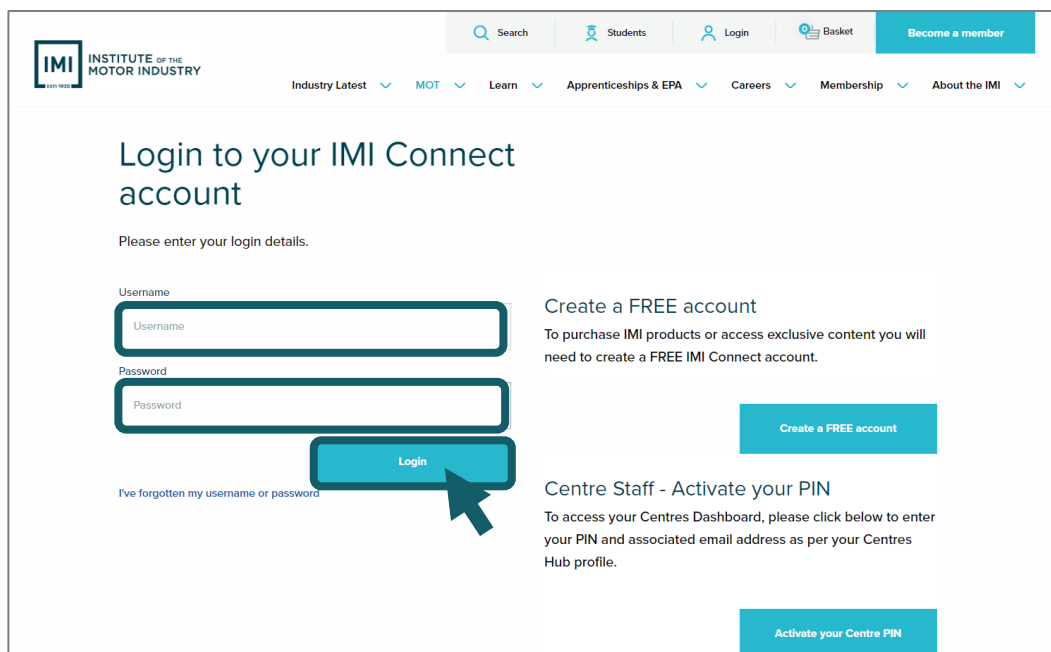 Search
Students
Login
0
Basket
Become a member
IMI
INSTITUTE OF THE
MOTOR INDUSTRY
ESTD 1920
Industry Latest
MOT
Learn
Apprenticeships & EPA
Careers
Membership
About the IMI
Login to your IMI Connect
account
Please enter your login details.
Username
Username
Password
Password
Login
I've forgotten my username or password
Create a FREE account
To purchase IMI products or access exclusive content you will
need to create a FREE IMI Connect account.
Create a FREE account
Centre Staff - Activate your PIN
To access your Centres Dashboard, please click below to enter
your PIN and associated email address as per your Centres
Hub profile.
Activate your Centre PIN